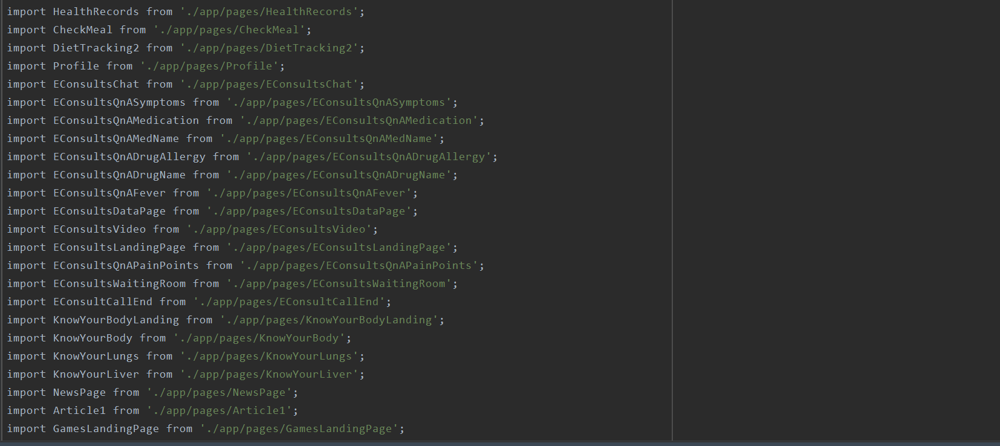 import HealthRecords from './app/pages/HealthRecords';
import CheckMeal from './app/pages/CheckMeal';
import DietTracking2 from './app/pages/DietTracking2';
import Profile from './app/pages/Profile';
import EConsultsChat from './app/pages/EConsultsChat';
import EConsultsQnASymptoms from './app/pages/EConsultsQnASymptoms';
import EConsultsQnAMedication from './app/pages/EConsultsQnAMedication';
import EConsultsQnAMedName from './app/pages/EConsultsQnAMedName';
import EConsultsQnADrugAllergy from './app/pages/EConsultsQnADrugAllergy';
import EConsultsQnADrugName from './app/pages/EConsultsQnADrugName';
import EConsultsQnAFever from './app/pages/EConsultsQnAFever';
import EConsultsDataPage from './app/pages/EConsultsDataPage';
import EConsultsVideo from './app/pages/EConsultsVideo';
import EConsultsLandingPage from './app/pages/EConsultsLandingPage';
import EConsultsQnAPainPoints from './app/pages/EConsultsQnAPainPoints';
import EConsultsWaitingRoom from './app/pages/EConsultsWaitingRoom';
import EConsultCallEnd from './app/pages/EConsultCallEnd';
import KnowYourBodyLanding from './app/pages/KnowYourBodyLanding';
import KnowYourBody from './app/pages/KnowYourBody';
import KnowYourLungs from './app/pages/KnowYourLungs';
import KnowYourLiver from './app/pages/KnowYourLiver';
import NewsPage from './app/pages/NewsPage';
import Article1 from './app/pages/Article1';
import GamesLandingPage from './app/pages/GamesLandingPage';